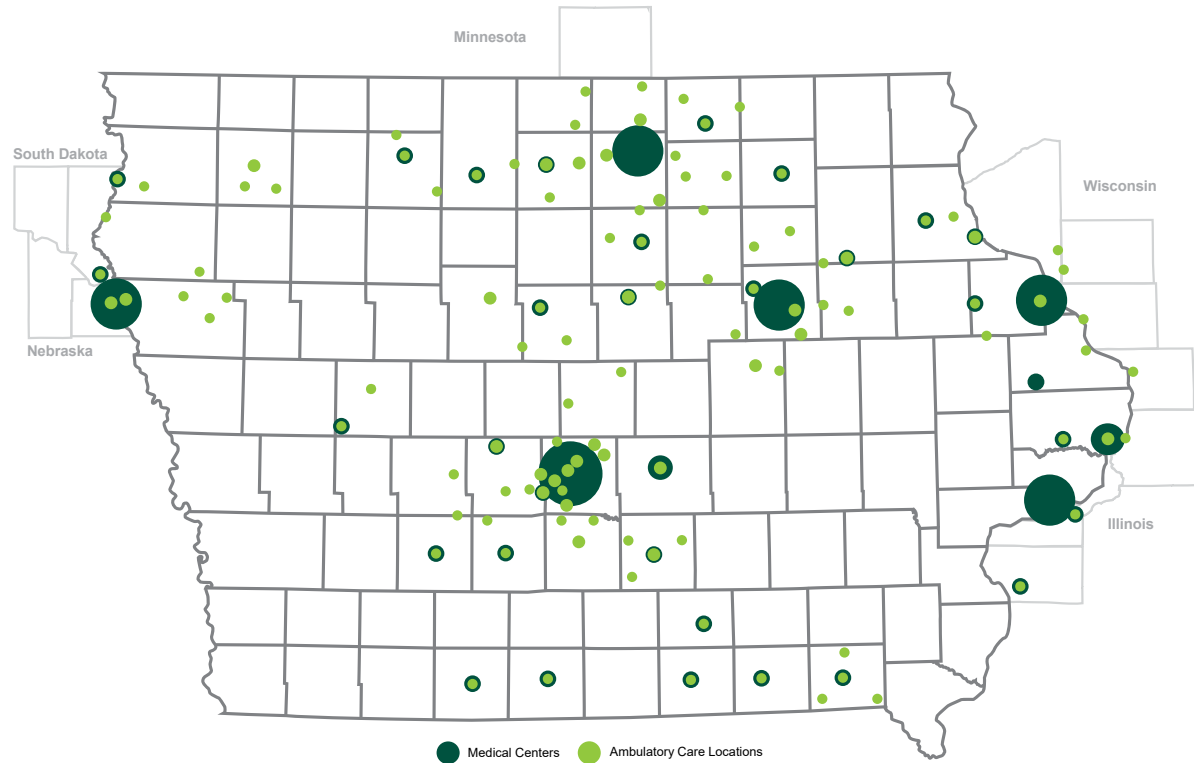 Minnesota
South Dakota
Wisconsin
Nebraska
Illinois
Medical Centers
Ambulatory Care Locations